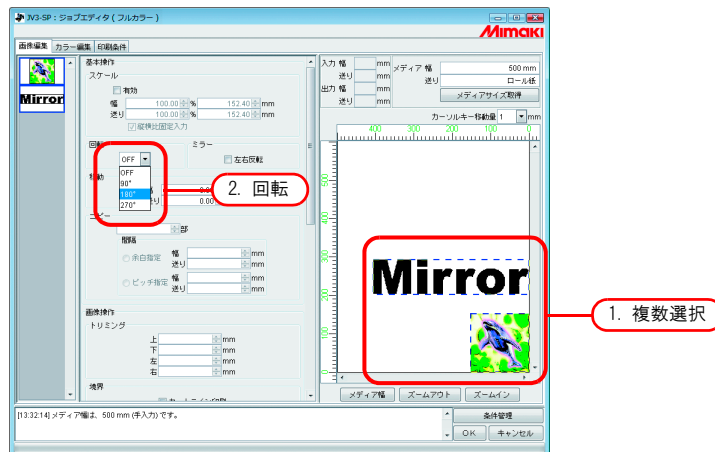 JV3-SP : ジョブエディタ ( フルカラー )
Mimaki
画像編集 カラー編集 印刷条件
Mirror
基本操作
スケール
有効
幅 100.00 % 152.40 mm
送り 100.00 % 152.40 mm
縦横比固定入力
回転 ミラー
OFF 左右反転
OFF
90°
180°
270°
移動
幅 0.00
送り 0.00
コピー
部
間隔
余白指定 幅 mm
送り mm
ピッチ指定 幅 mm
送り mm
画像操作
トリミング
上 mm
下 mm
左 mm
右 mm
境界
入力 幅 mm
送り mm
出力 幅 mm
送り mm
メディア 幅 500 mm
送り ロール紙
メディアサイズ取得
カーソルキー移動量 1 mm
400 300 200 100 0
500
400
300
200
100
0
Mirror
メディア幅 ズームアウト ズームイン
[13:32:14] メディア幅は、500 mm (手入力) です。
条件管理
OK キャンセル
2. 回転
1. 複数選択